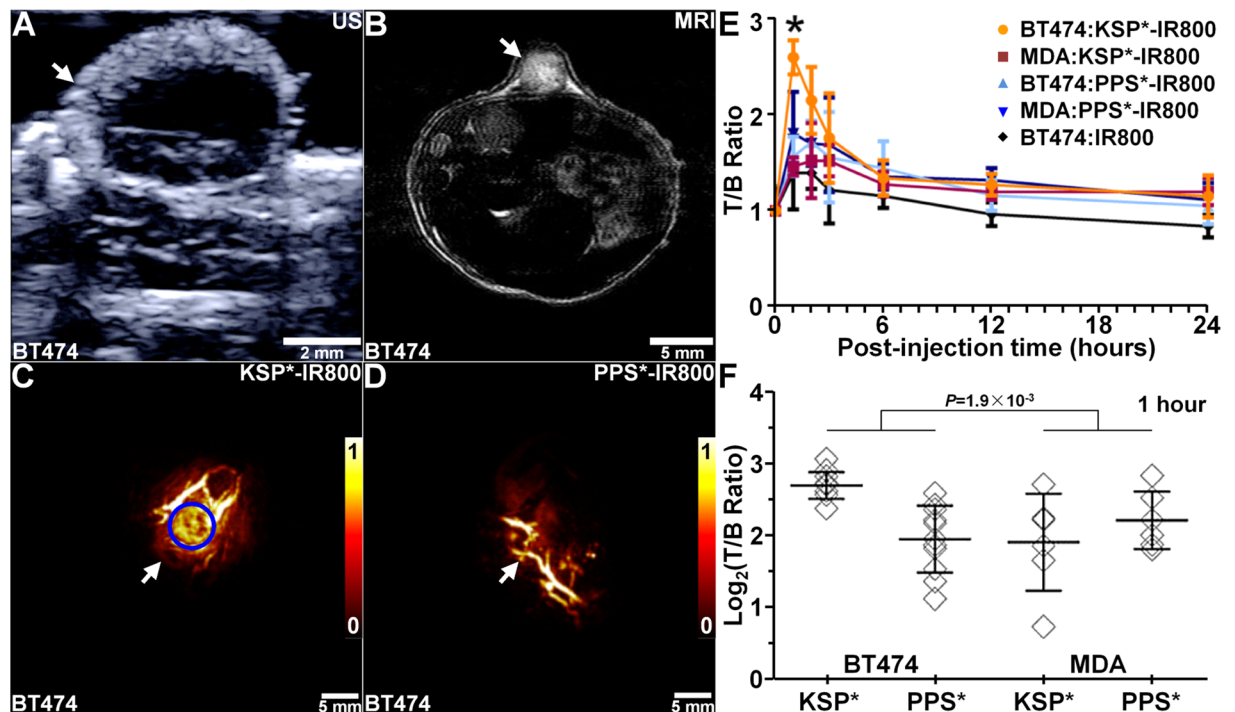 A
US
BT474
2 mm
B
MRI
BT474
5 mm
C
KSP*-IR800
1
0
BT474
5 mm
D
PPS*-IR800
1
0
BT474
5 mm
E
3
2
1
0
T/B Ratio
*
BT474:KSP*-IR800
MDA:KSP*-IR800
BT474:PPS*-IR800
MDA:PPS*-IR800
BT474:IR800
0 6 12 18 24
Post-injection time (hours)
F
4
3
2
1
0
Log₂(T/B Ratio)
P=1.9×10⁻³
1 hour
BT474 MDA
KSP* PPS* KSP* PPS*